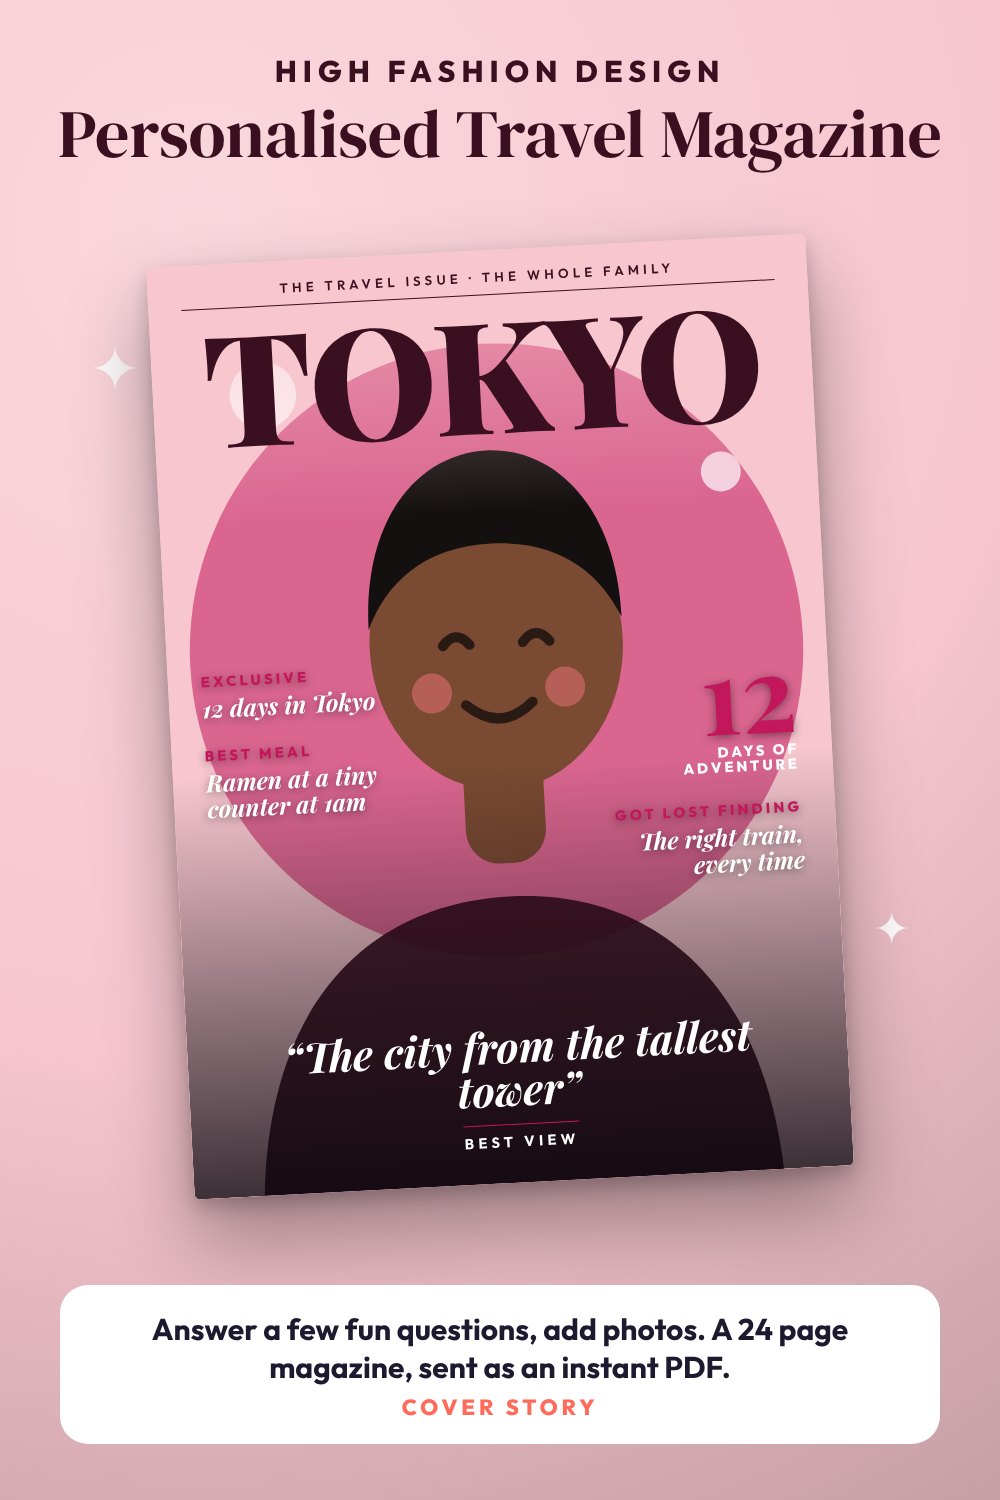 HIGH FASHION DESIGN
Personalised Travel Magazine
THE TRAVEL ISSUE · THE WHOLE FAMILY
TOKYO
EXCLUSIVE
12 days in Tokyo
BEST MEAL
Ramen at a tiny
counter at 1am
12
DAYS OF
ADVENTURE
GOT LOST FINDING
The right train,
every time
“The city from the tallest
tower”
BEST VIEW
Answer a few fun questions, add photos. A 24 page
magazine, sent as an instant PDF.
COVER STORY